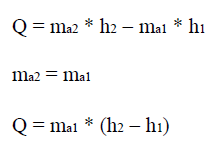 Q = ma2 * h2 – ma1 * h1
ma2 = ma1
Q = ma1 * (h2 – h1)